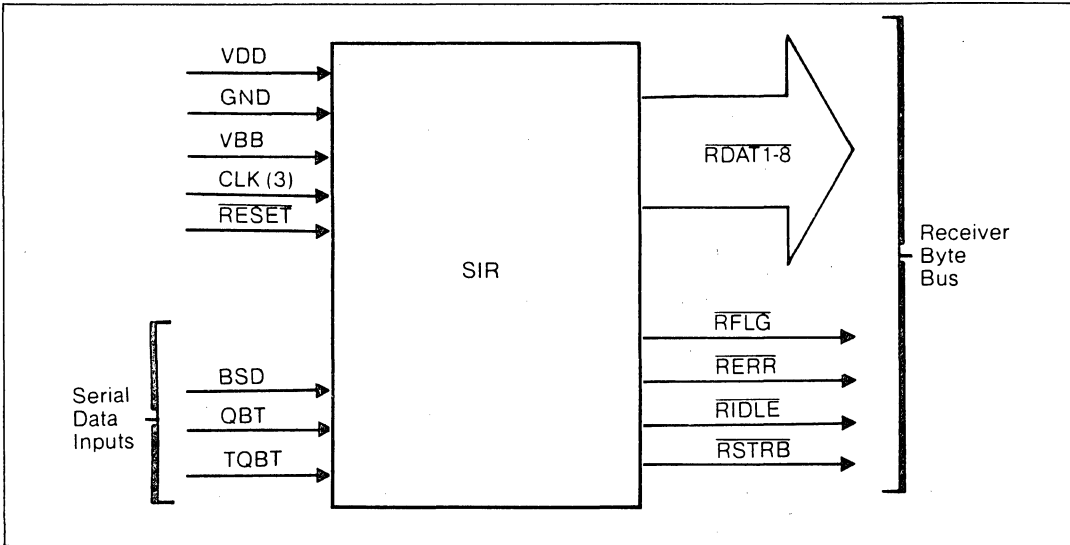 VDD
GND
VBB
CLK (3)
RESET
Serial
Data
Inputs
BSD
QBT
TQBT
SIR
RDAT1-8
RFLG
RERR
RIDLE
RSTRB
Receiver
Byte
Bus